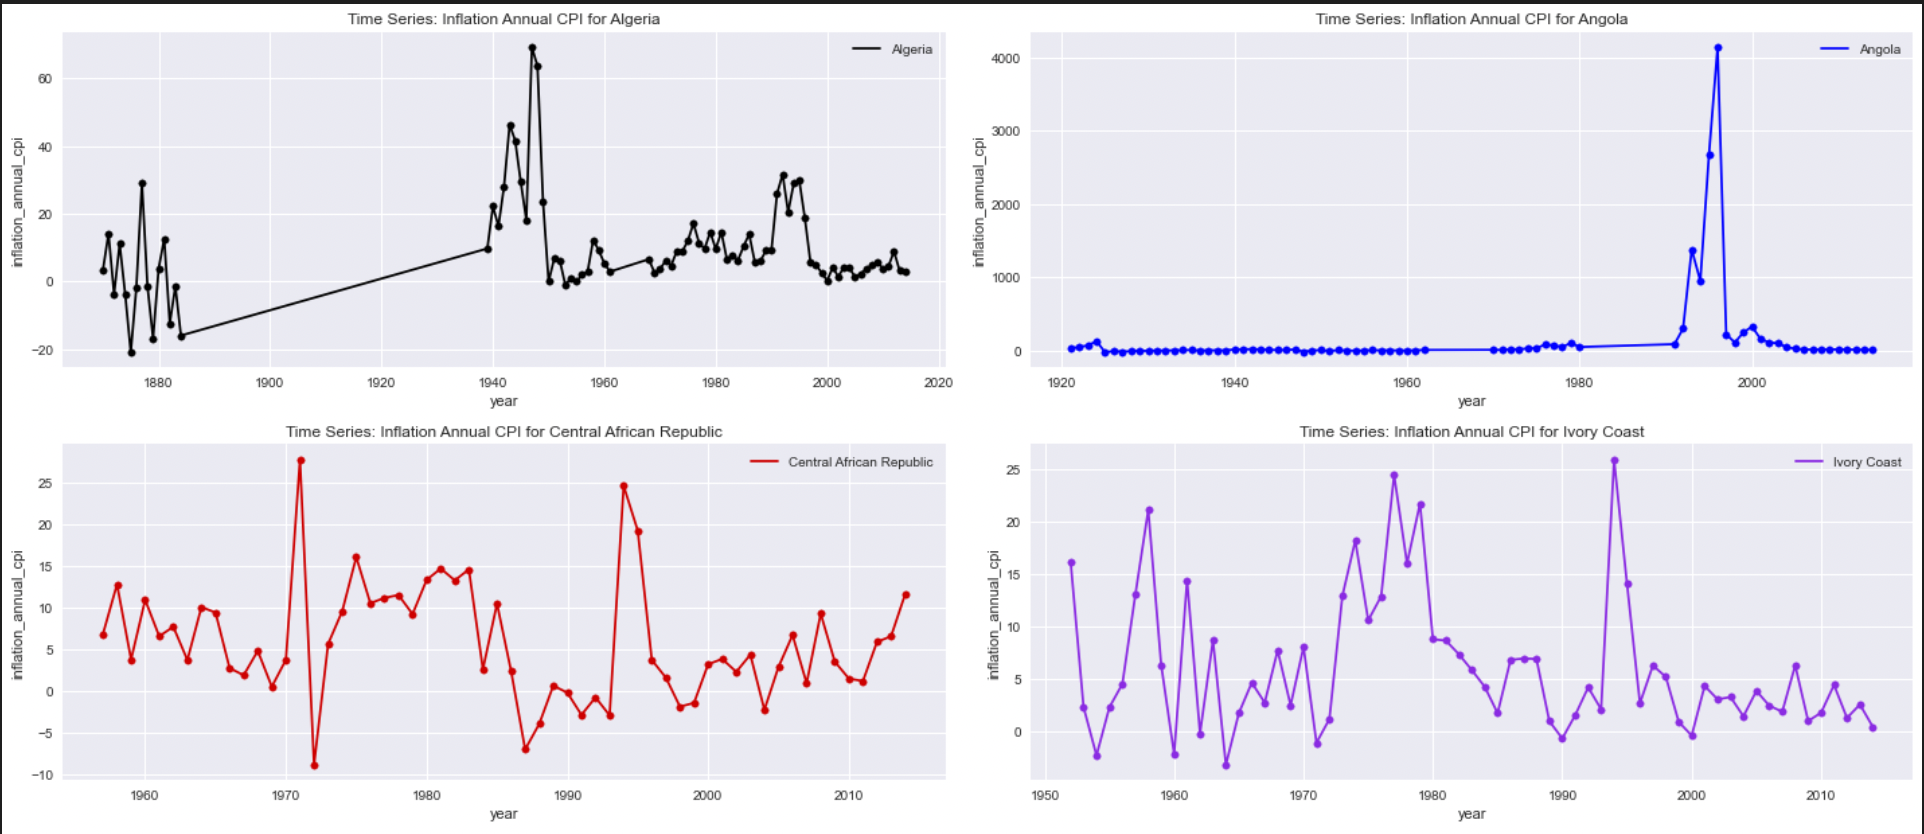 Time Series: Inflation Annual CPI for Algeria
Algeria
inflation_annual_cpi
60
40
20
0
−20
1880 1900 1920 1940 1960 1980 2000 2020
year
Time Series: Inflation Annual CPI for Angola
Angola
inflation_annual_cpi
4000
3000
2000
1000
0
1920 1940 1960 1980 2000
year
Time Series: Inflation Annual CPI for Central African Republic
Central African Republic
inflation_annual_cpi
25
20
15
10
5
0
−5
−10
1960 1970 1980 1990 2000 2010
year
Time Series: Inflation Annual CPI for Ivory Coast
Ivory Coast
inflation_annual_cpi
25
20
15
10
5
0
1950 1960 1970 1980 1990 2000 2010
year